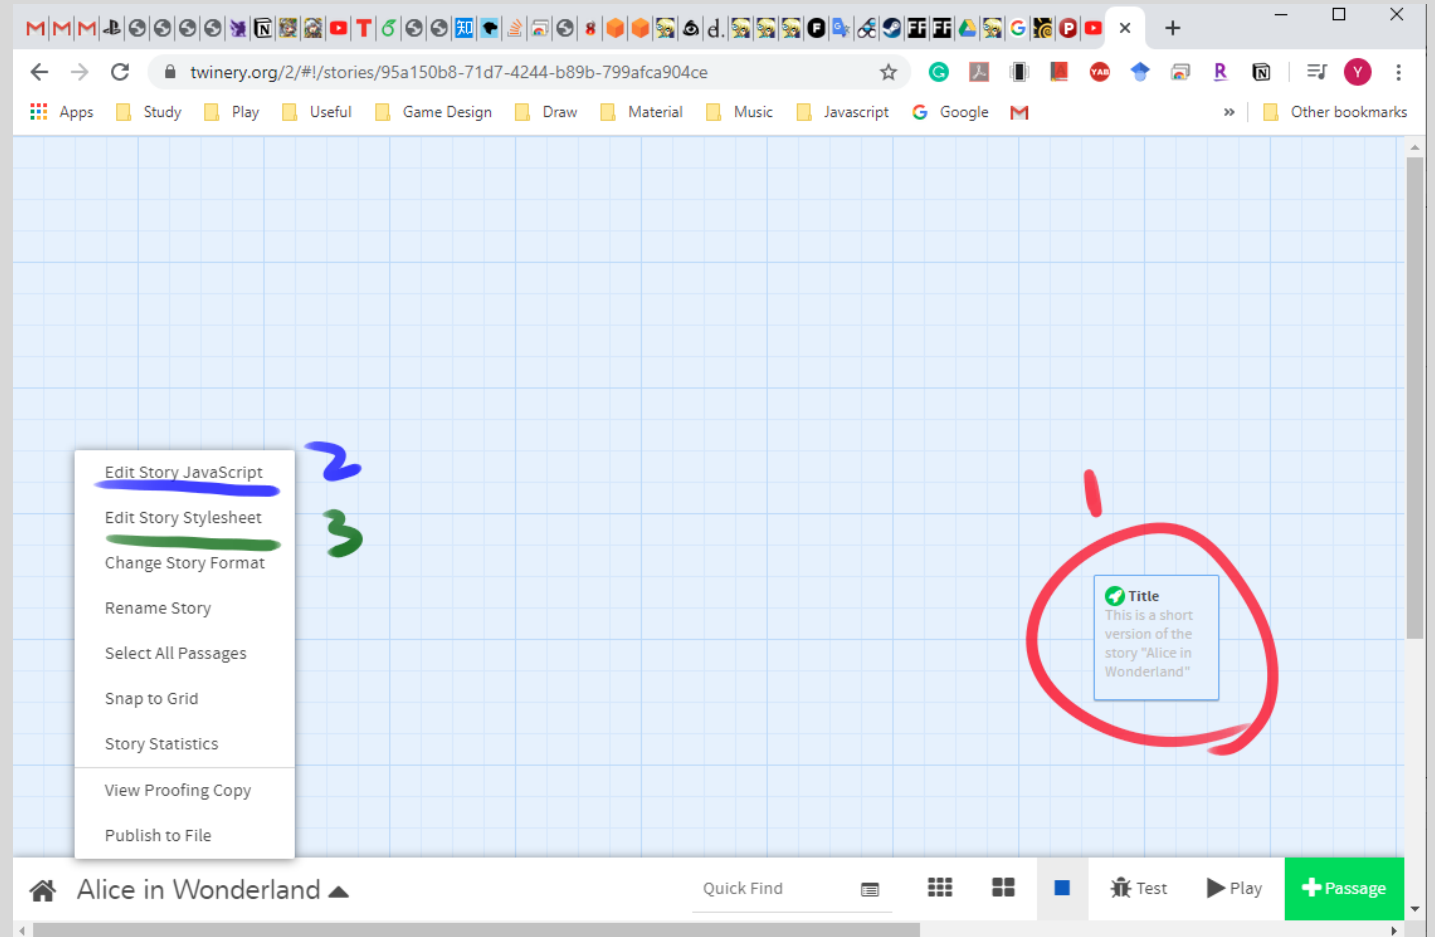 twinery.org/2/#!/stories/95a150b8-71d7-4244-b89b-799afca904ce
Apps Study Play Useful Game Design Draw Material Music Javascript Google » Other bookmarks
Edit Story JavaScript 2
Edit Story Stylesheet 3
Change Story Format
Rename Story
Select All Passages
Snap to Grid
Story Statistics
View Proofing Copy
Publish to File
1
Title
This is a short
version of the
story "Alice in
Wonderland"
Alice in Wonderland Quick Find Test Play Passage